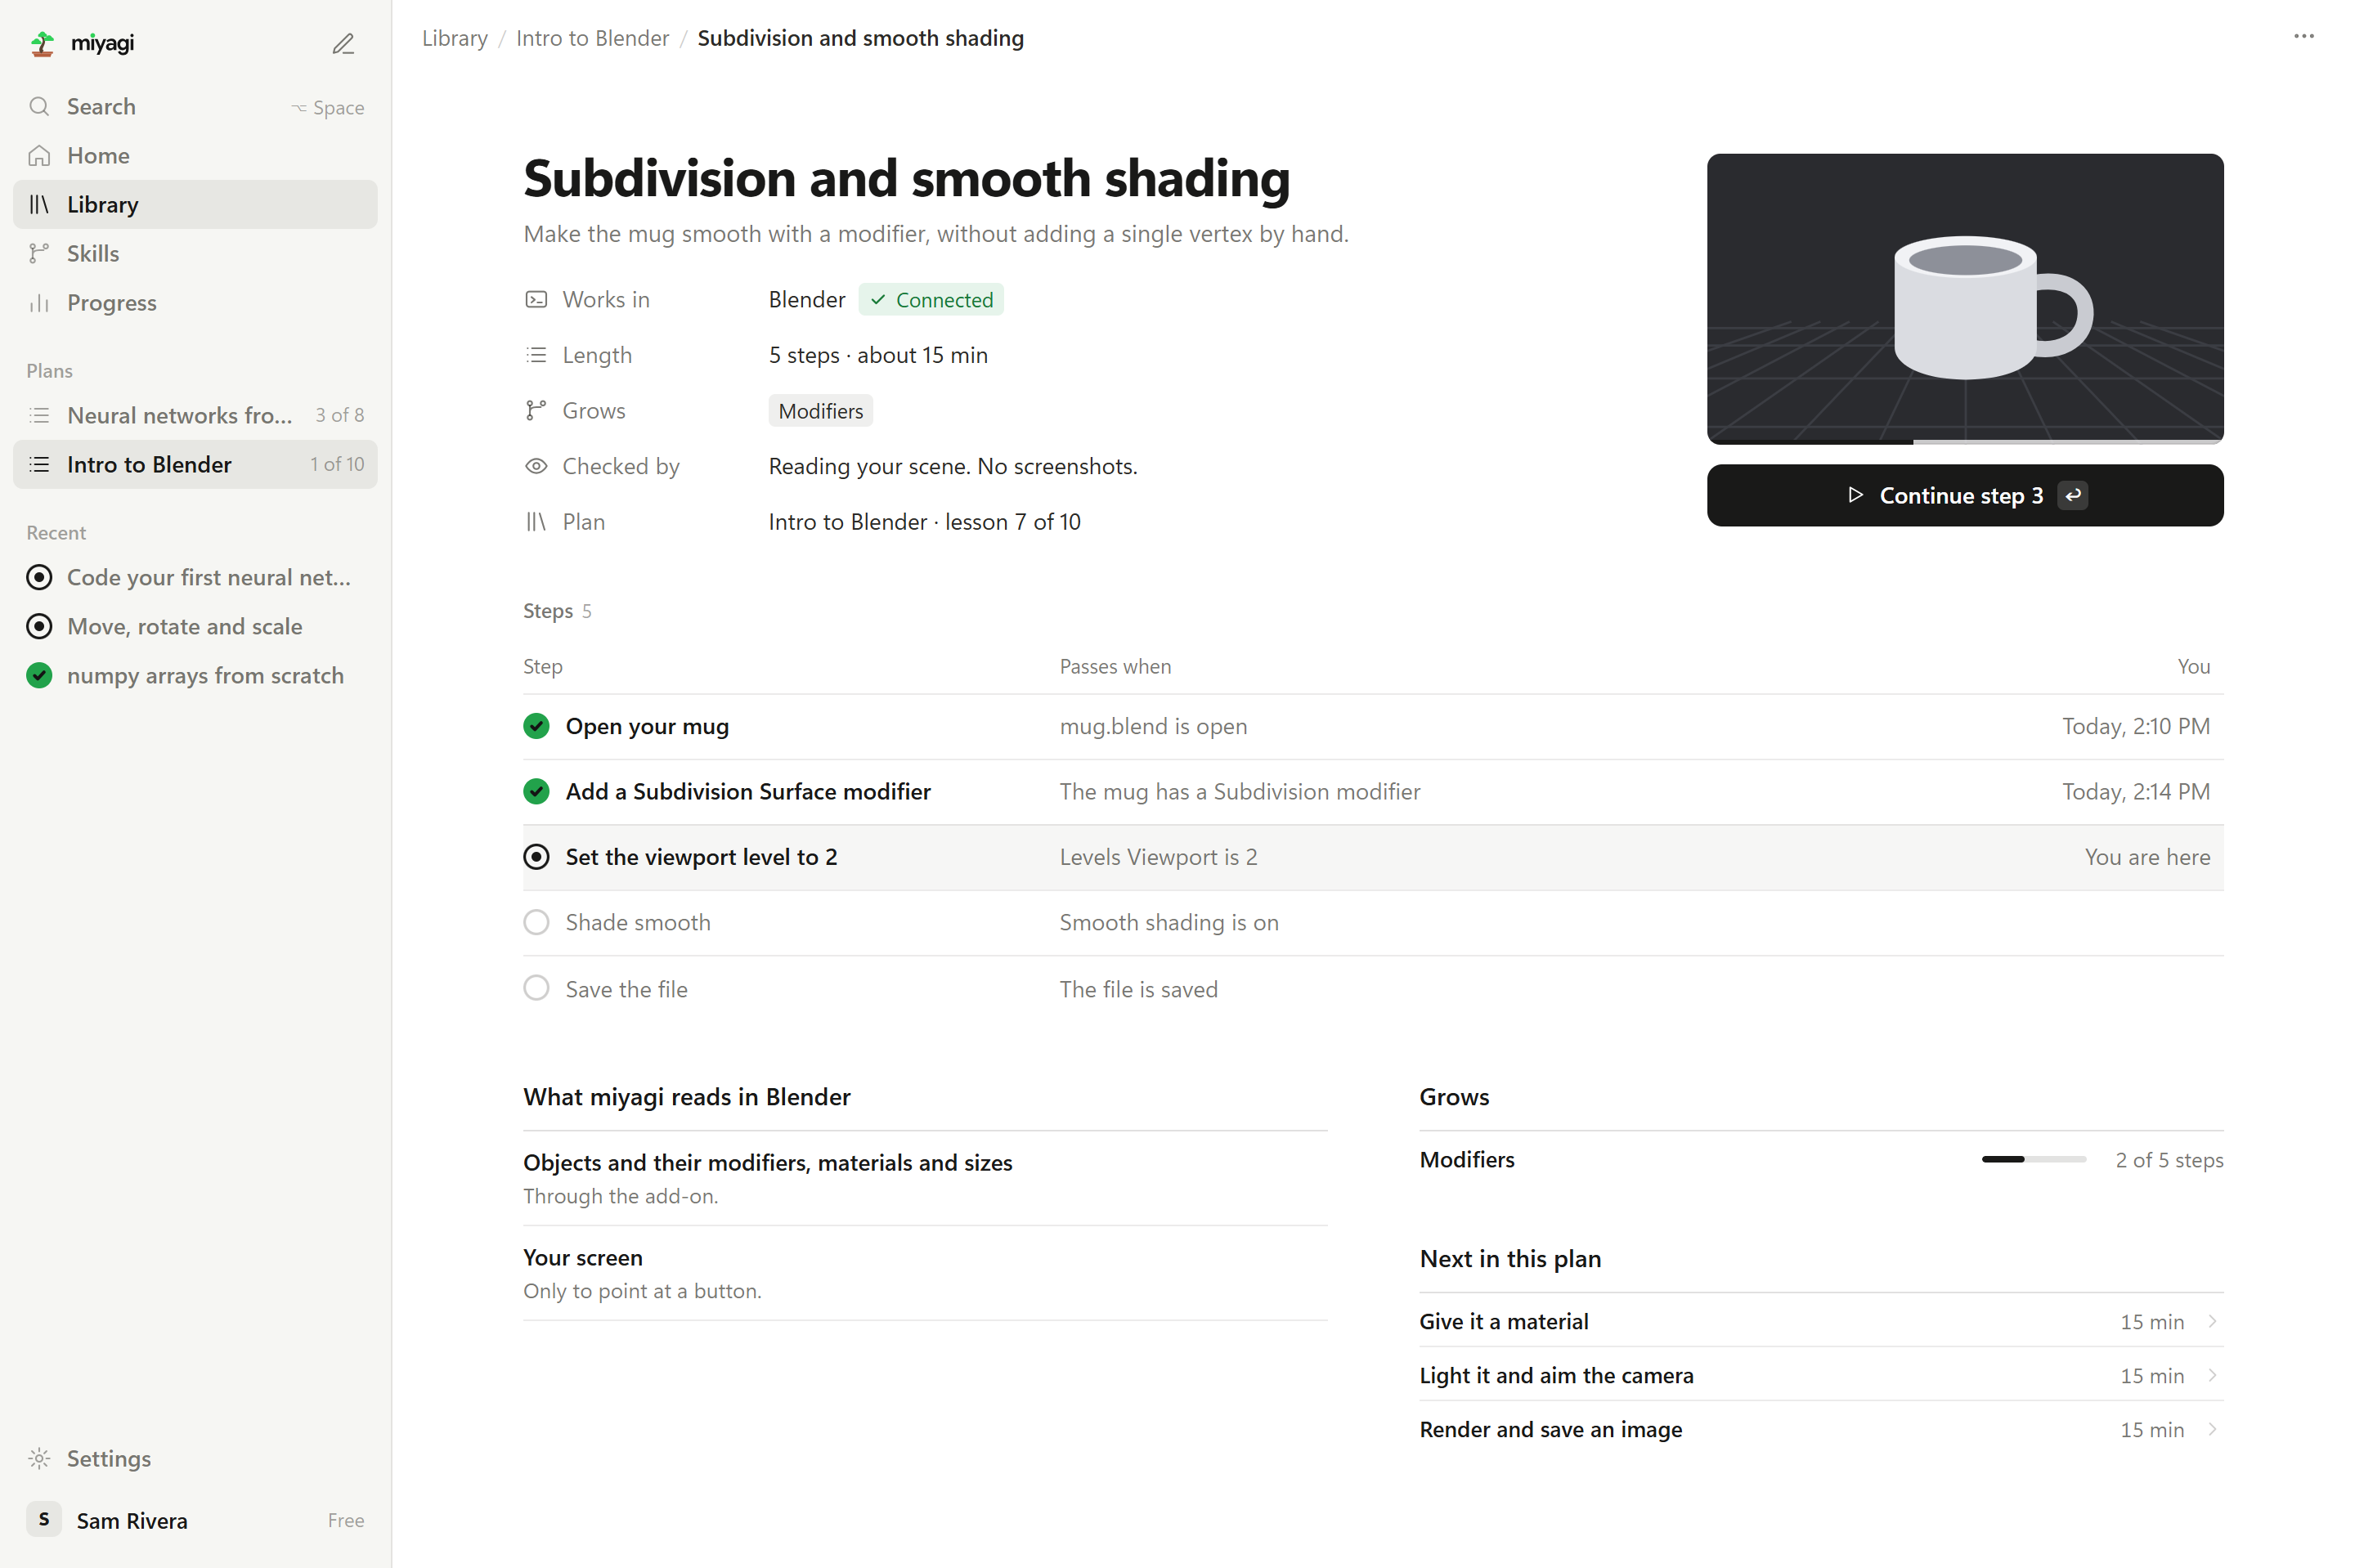 miyagi
Search ⌥ Space
Home
Library
Skills
Progress
Plans
Neural networks fro... 3 of 8
Intro to Blender 1 of 10
Recent
Code your first neural net...
Move, rotate and scale
numpy arrays from scratch
Settings
S Sam Rivera Free
Library / Intro to Blender / Subdivision and smooth shading
Subdivision and smooth shading
Make the mug smooth with a modifier, without adding a single vertex by hand.
Works in Blender Connected
Length 5 steps · about 15 min
Grows Modifiers
Checked by Reading your scene. No screenshots.
Plan Intro to Blender · lesson 7 of 10
Continue step 3
Steps 5
Step Passes when You
Open your mug mug.blend is open Today, 2:10 PM
Add a Subdivision Surface modifier The mug has a Subdivision modifier Today, 2:14 PM
Set the viewport level to 2 Levels Viewport is 2 You are here
Shade smooth Smooth shading is on
Save the file The file is saved
What miyagi reads in Blender
Objects and their modifiers, materials and sizes
Through the add-on.
Your screen
Only to point at a button.
Grows
Modifiers 2 of 5 steps
Next in this plan
Give it a material 15 min
Light it and aim the camera 15 min
Render and save an image 15 min